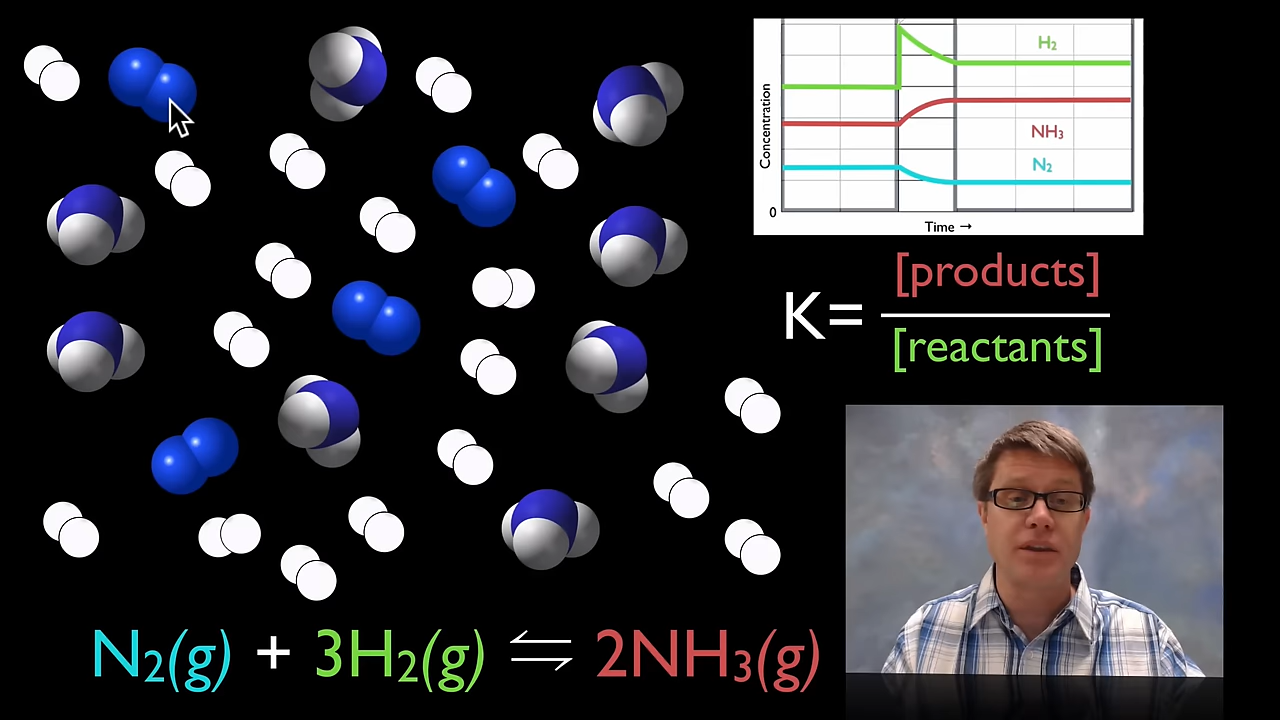 H₂
NH₃
N₂
Concentration
0
Time →
K= [products]
[reactants]
N₂(g) + 3H₂(g) ⇌ 2NH₃(g)